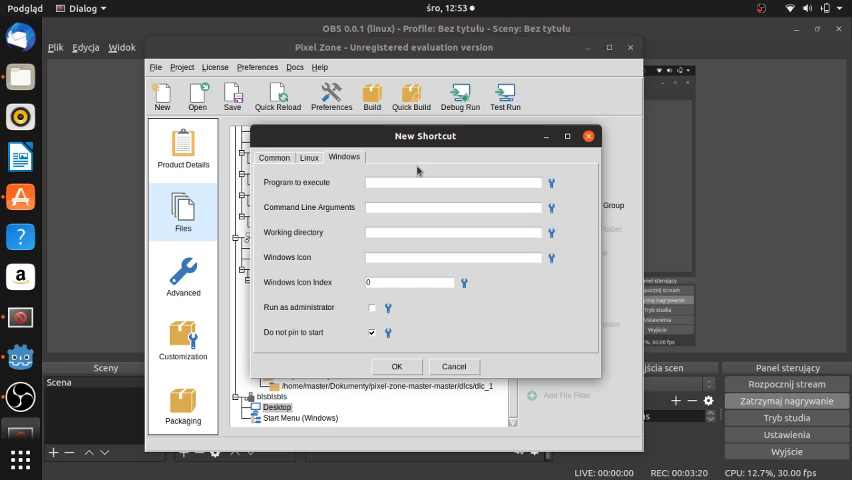 Podgląd
Dialog
śro, 12:53
OBS 0.0.1 (linux) - Profile: Bez tytułu - Sceny: Bez tytułu
Plik Edycja Widok
Pixel Zone - Unregistered evaluation version
File Project License Preferences Docs Help
New Open Save Quick Reload Preferences Build Quick Build Debug Run Test Run
Product Details
Files
Advanced
Customization
Packaging
New Shortcut
Common Linux Windows
Program to execute
Command Line Arguments
Working directory
Windows Icon
Windows Icon Index 0
Run as administrator
Do not pin to start
OK Cancel
Group
/home/master/Dokumenty/pixel-zone-master-master/dlcs/dlc_1
blsblsbls
Desktop
Start Menu (Windows)
Add File Filter
Sceny
Scena
Panel sterujący
Rozpocznij stream
Zatrzymaj nagrywanie
Tryb studia
Ustawienia
Wyjście
LIVE: 00:00:00 REC: 00:03:20 CPU: 12.7%, 30.00 fps